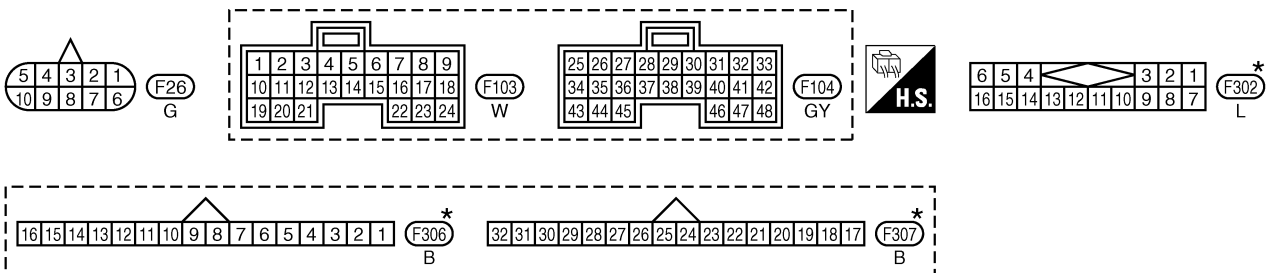 5 4 3 2 1
10 9 8 7 6
F26
G
1 2 3 4 5 6 7 8 9
10 11 12 13 14 15 16 17 18
19 20 21 22 23 24
F103
W
25 26 27 28 29 30 31 32 33
34 35 36 37 38 39 40 41 42
43 44 45 46 47 48
F104
GY
H.S.
6 5 4 3 2 1
16 15 14 13 12 11 10 9 8 7
*
F302
L
16 15 14 13 12 11 10 9 8 7 6 5 4 3 2 1
*
F306
B
32 31 30 29 28 27 26 25 24 23 22 21 20 19 18 17
*
F307
B